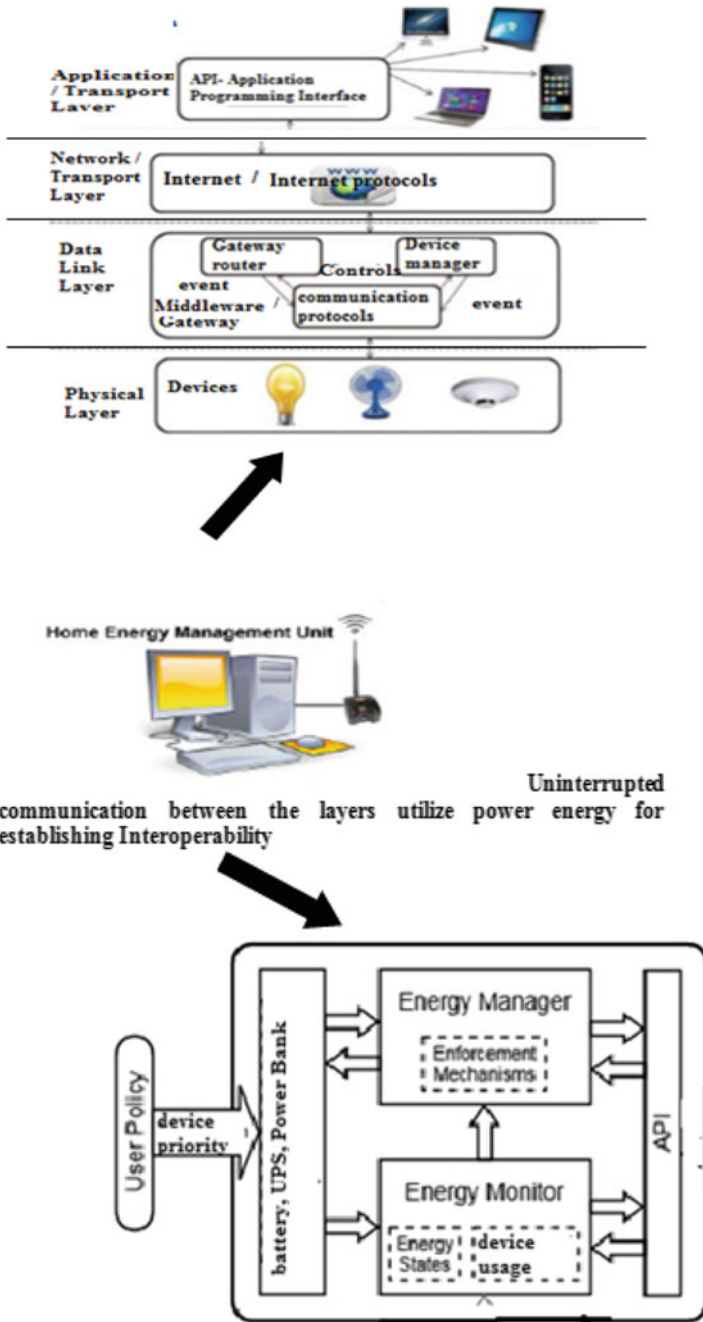 Application
/ Transport
Laver
API- Application
Programming Interface
Network /
Transport
Layer
Internet / Internet protocols
www
Data
Link
Layer
Gateway
router
Device
manager
Controls
event
Middleware /
Gateway
communication
protocols
event
Physical
Layer
Devices
Home Energy Management Unit
Uninterrupted
communication between the layers utilize power energy for
establishing Interoperability
User Policy
device
priority
battery, UPS, Power Bank
Energy Manager
Enforcement
Mechanisms
Energy Monitor
Energy
States
device
usage
API